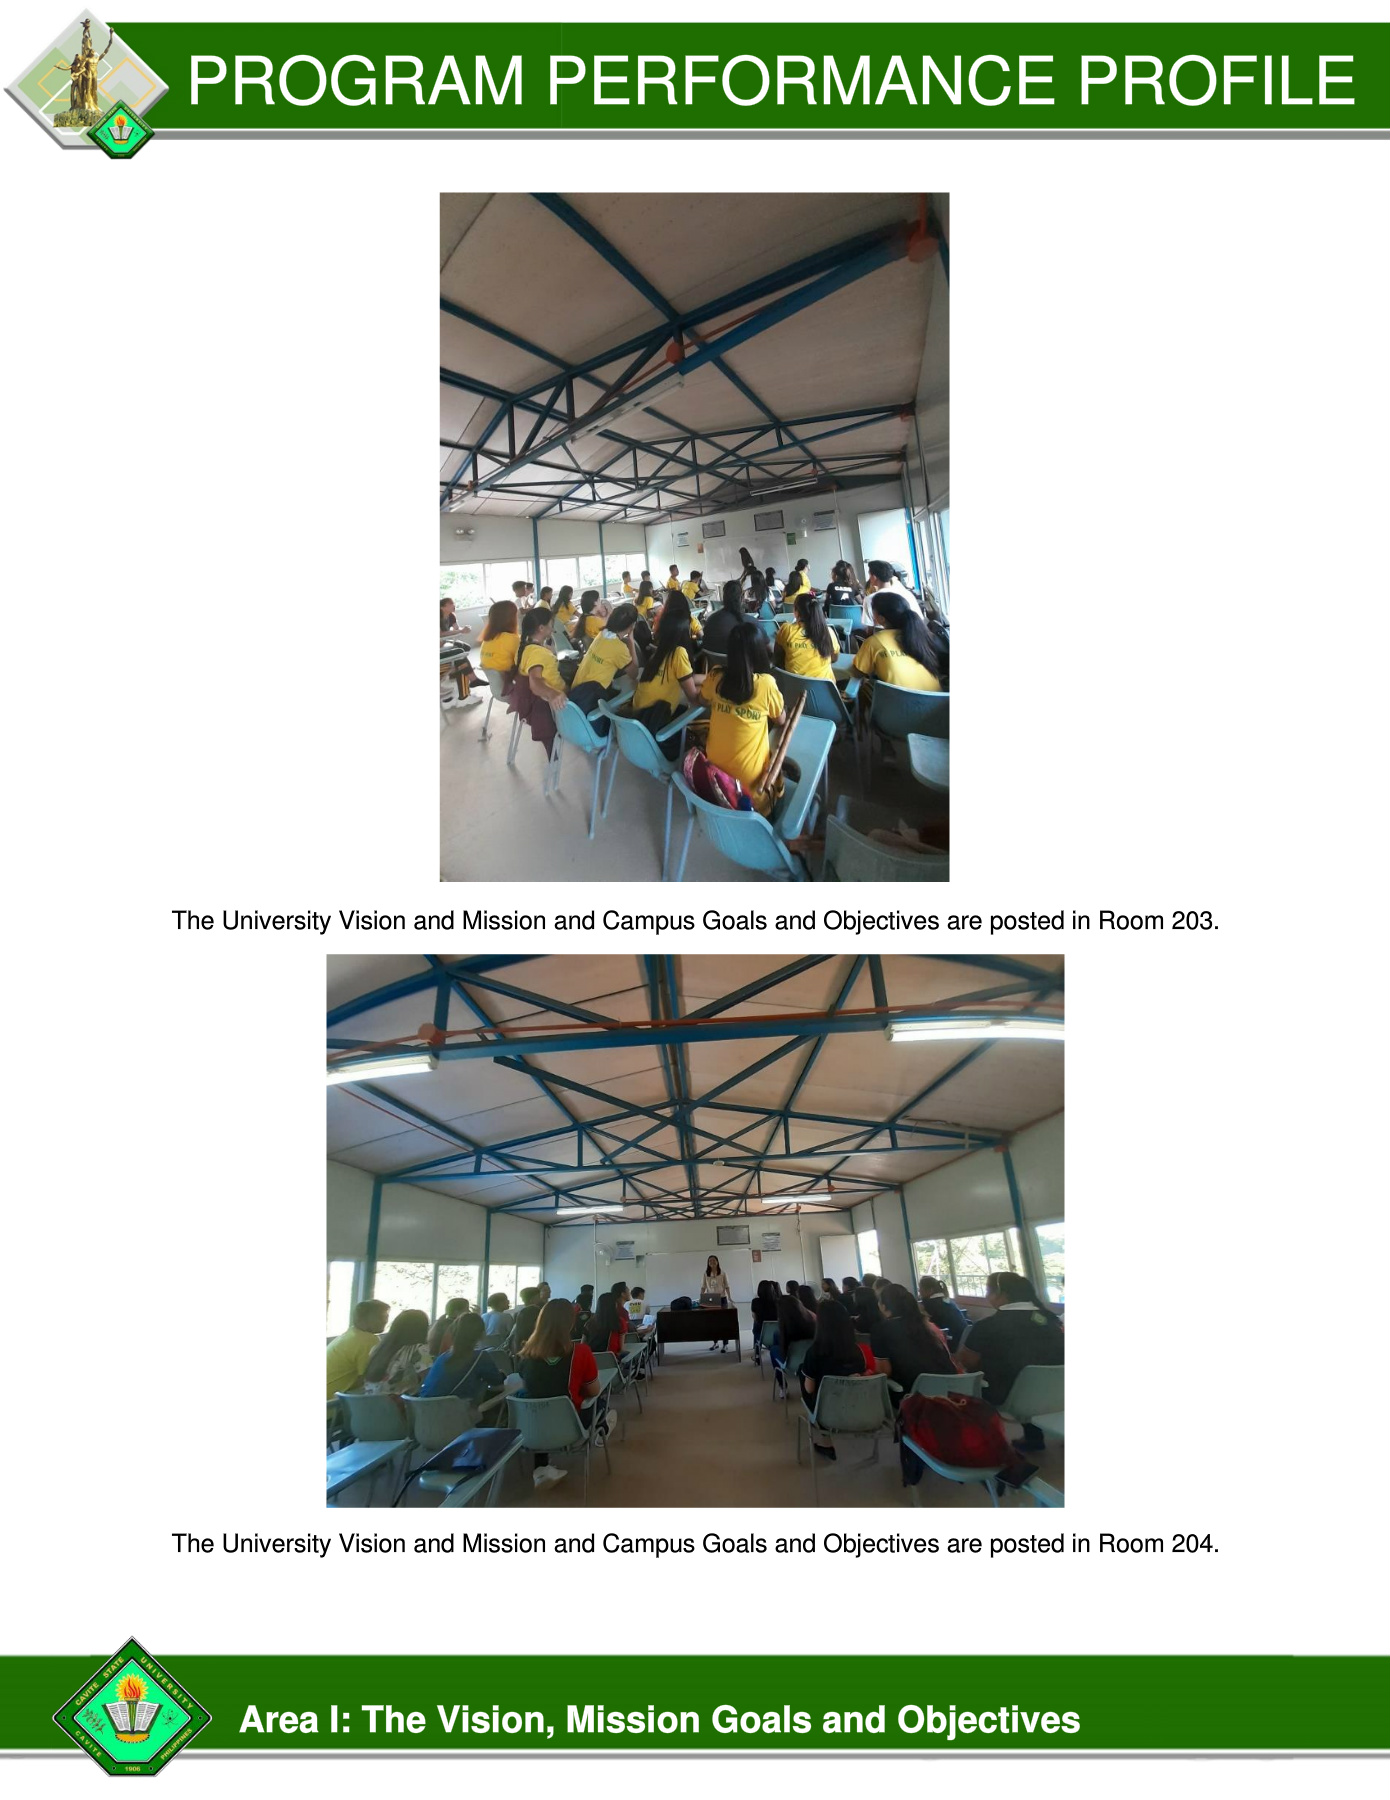 PROGRAM PERFORMANCE PROFILE
PLAY SPORT
The University Vision and Mission and Campus Goals and Objectives are posted in Room 203.
The University Vision and Mission and Campus Goals and Objectives are posted in Room 204.
CAVITE STATE UNIVERSITY
CAVITE
PHILIPPINES
1906
Area I: The Vision, Mission Goals and Objectives